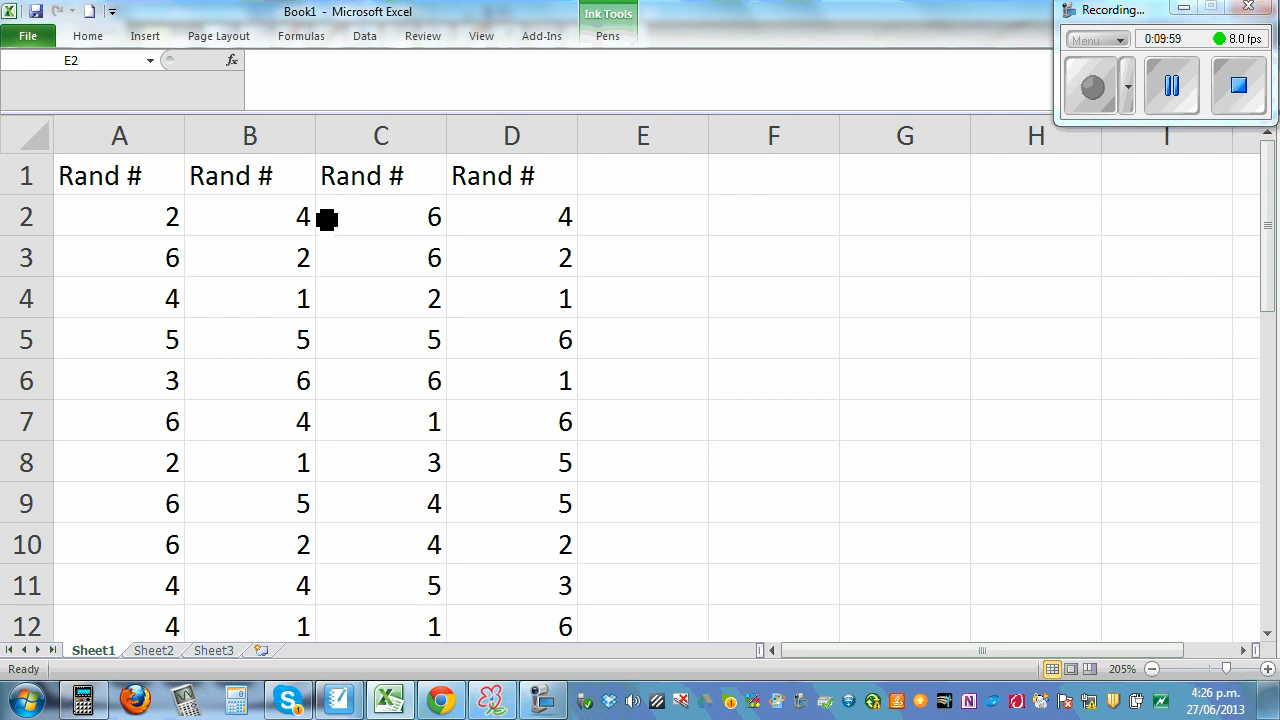 Book1 - Microsoft Excel
Ink Tools
Recording...
File Home Insert Page Layout Formulas Data Review View Add-Ins Pens
Menu 0:09:59 8.0 fps
E2 fx
A B C D E F G H I
1 Rand # Rand # Rand # Rand #
2 2 4 6 4
3 6 2 6 2
4 4 1 2 1
5 5 5 5 6
6 3 6 6 1
7 6 4 1 6
8 2 1 3 5
9 6 5 4 5
10 6 2 4 2
11 4 4 5 3
12 4 1 1 6
Sheet1 Sheet2 Sheet3
Ready 205%
4:26 p.m.
27/06/2013